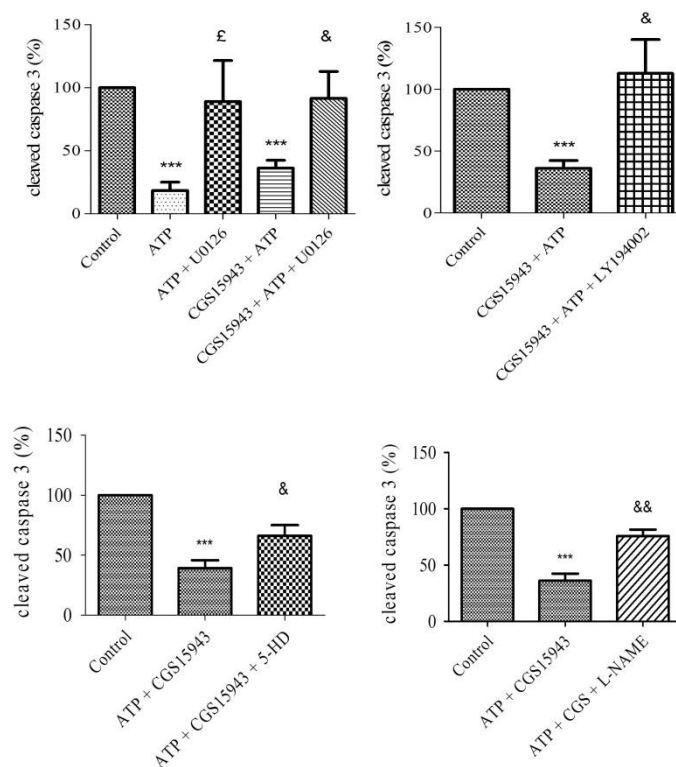 cleaved caspase 3 (%)
150
100
50
0
£
&
***
***
Control
ATP
ATP + U0126
CGS15943 + ATP
CGS15943 + ATP + U0126
cleaved caspase 3 (%)
150
100
50
0
&
***
Control
CGS15943 + ATP
CGS15943 + ATP + LY194002
cleaved caspase 3 (%)
150
100
50
0
&
***
Control
ATP + CGS15943
ATP + CGS15943 + 5-HD
cleaved caspase 3 (%)
150
100
50
0
&&
***
Control
ATP + CGS15943
ATP + CGS + L-NAME